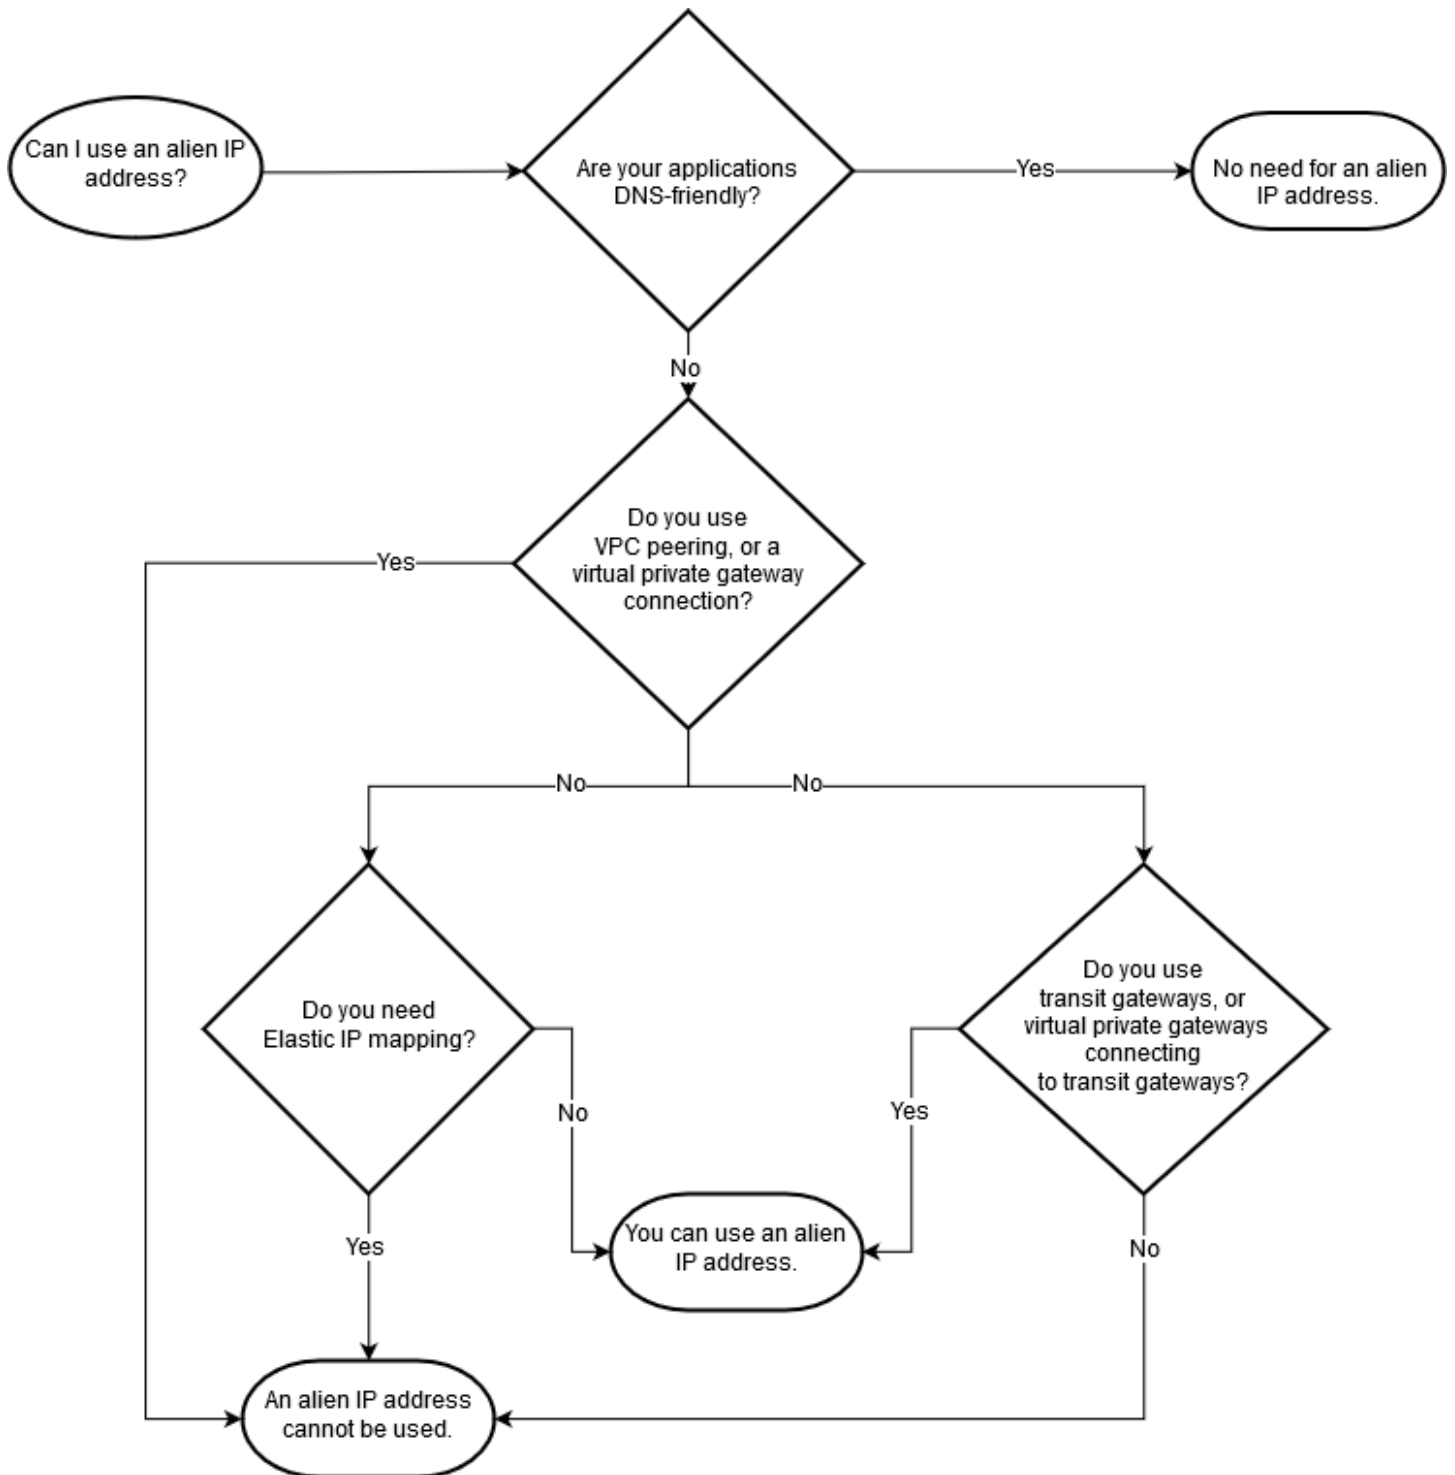 Can I use an alien IP
address?
Are your applications
DNS-friendly?
Yes
No need for an alien
IP address.
No
Do you use
VPC peering, or a
virtual private gateway
connection?
Yes
No
No
Do you need
Elastic IP mapping?
Do you use
transit gateways, or
virtual private gateways
connecting
to transit gateways?
No
Yes
Yes
You can use an alien
IP address.
No
An alien IP address
cannot be used.